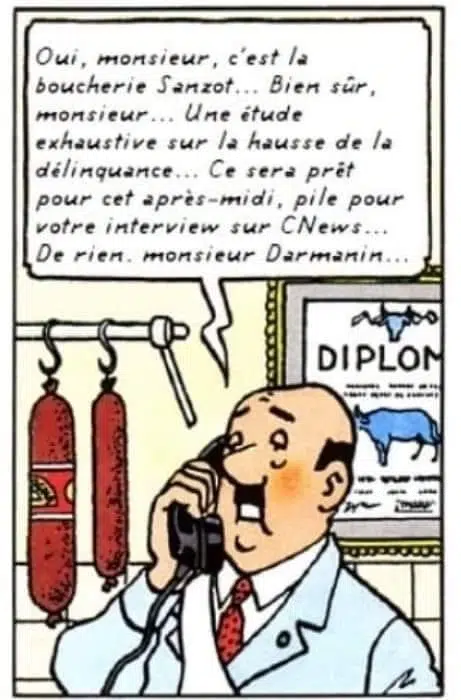 Oui, monsieur, c'est la
boucherie Sanzot... Bien sûr,
monsieur... Une étude
exhaustive sur la hausse de la
délinquance... Ce sera prêt
pour cet après-midi, pile pour
votre interview sur CNews...
De rien. monsieur Darmanin...
DIPLOM